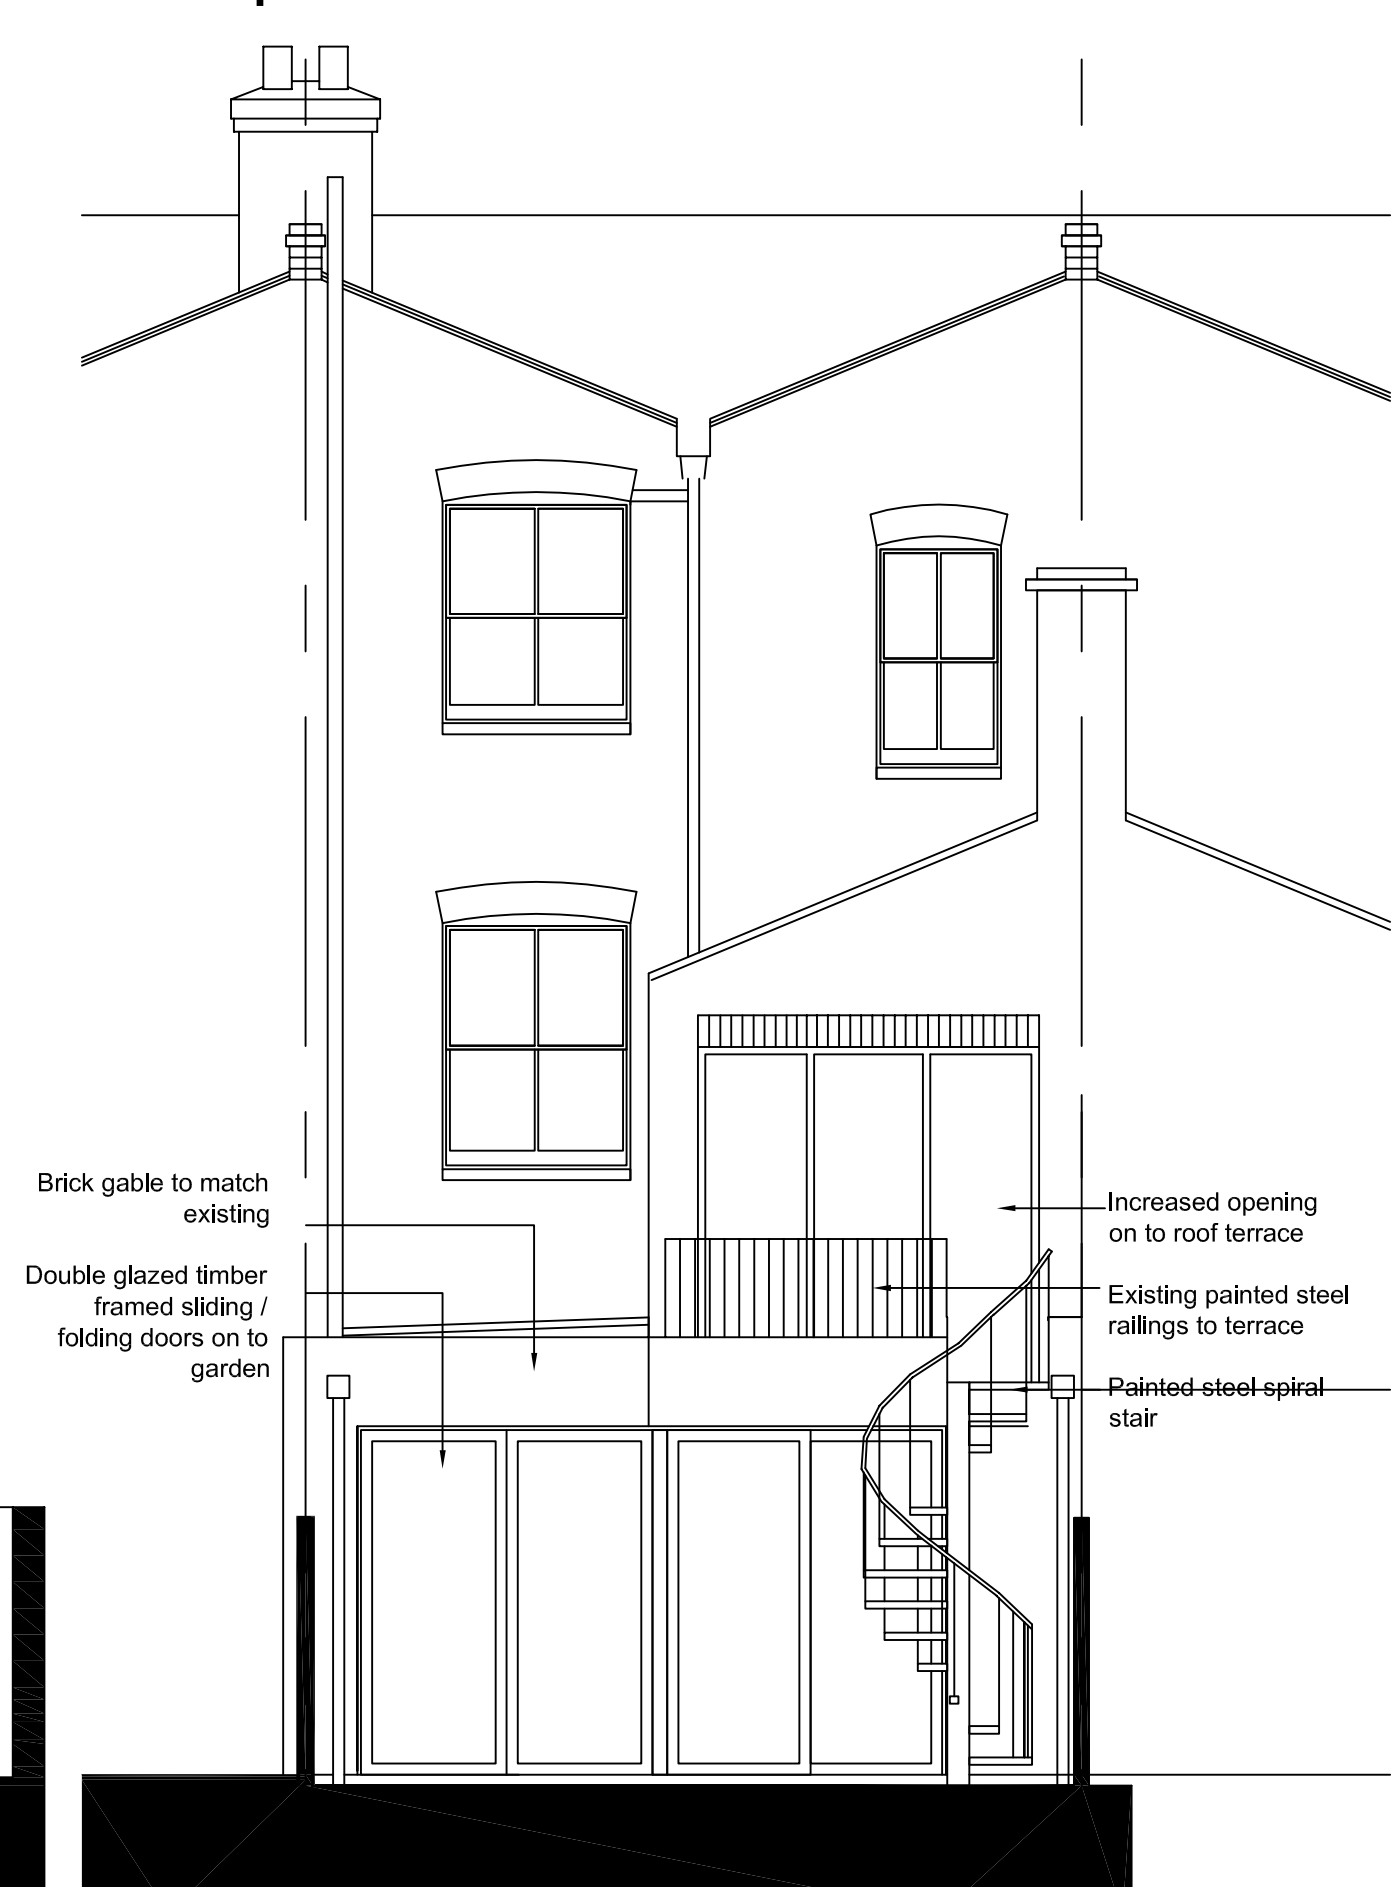 Brick gable to match
existing
Double glazed timber
framed sliding /
folding doors on to
garden
Increased opening
on to roof terrace
Existing painted steel
railings to terrace
Painted steel spiral
stair